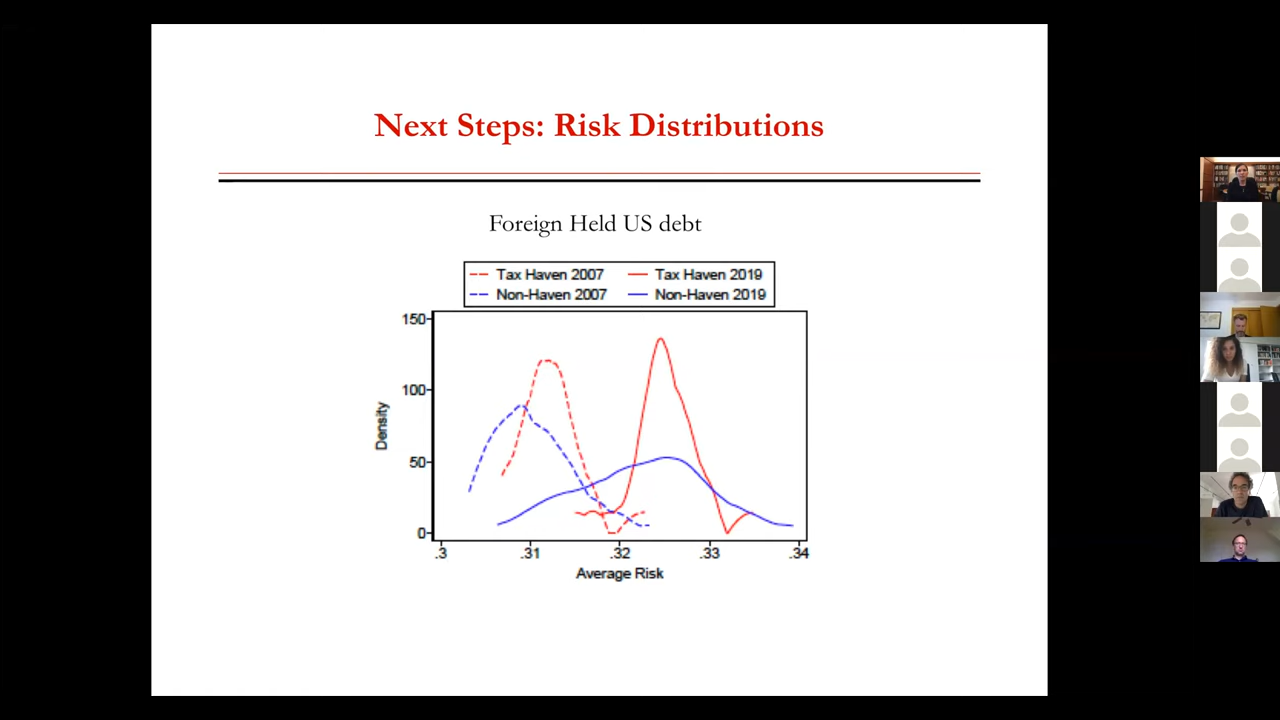 Next Steps: Risk Distributions
Foreign Held US debt
Tax Haven 2007 Tax Haven 2019
Non-Haven 2007 Non-Haven 2019
150
100
50
0
Density
.3 .31 .32 .33 .34
Average Risk